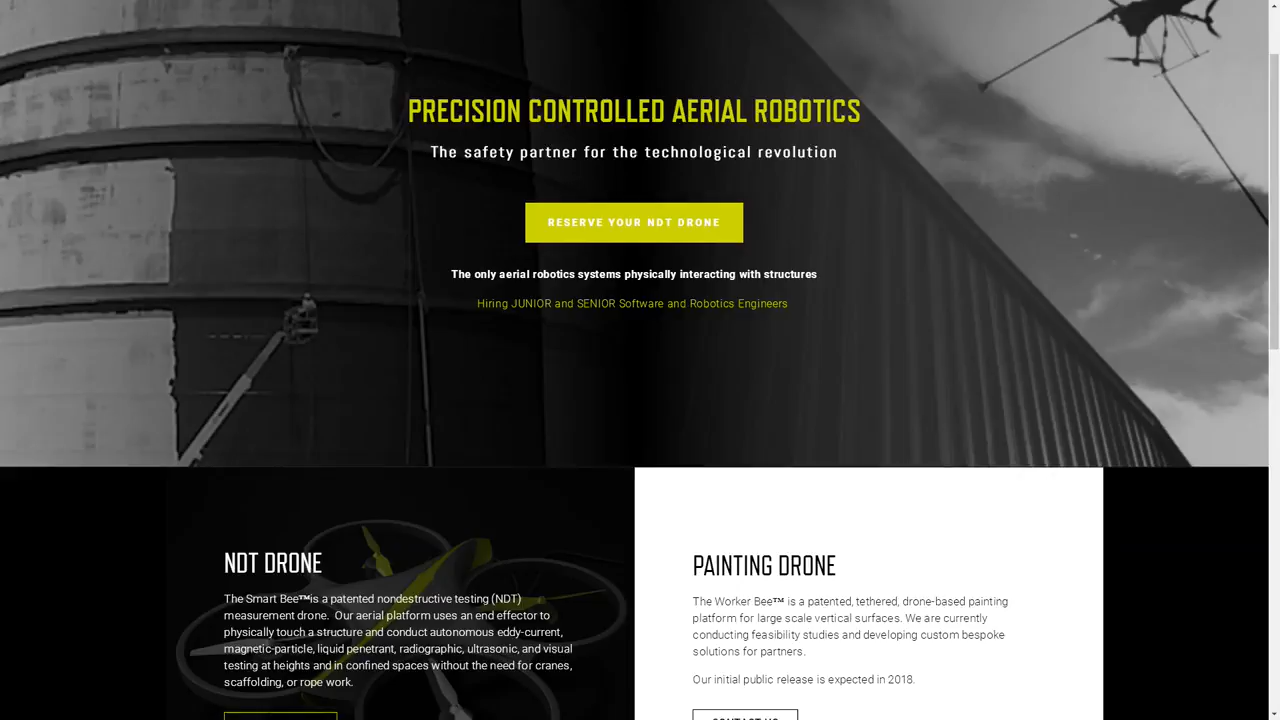 PRECISION CONTROLLED AERIAL ROBOTICS
The safety partner for the technological revolution
RESERVE YOUR NDT DRONE
The only aerial robotics systems physically interacting with structures
Hiring JUNIOR and SENIOR Software and Robotics Engineers
NDT DRONE
The Smart Bee™is a patented nondestructive testing (NDT)
measurement drone. Our aerial platform uses an end effector to
physically touch a structure and conduct autonomous eddy-current,
magnetic-particle, liquid penetrant, radiographic, ultrasonic, and visual
testing at heights and in confined spaces without the need for cranes,
scaffolding, or rope work.
PAINTING DRONE
The Worker Bee™ is a patented, tethered, drone-based painting
platform for large scale vertical surfaces. We are currently
conducting feasibility studies and developing custom bespoke
solutions for partners.
Our initial public release is expected in 2018.
CONTACT US